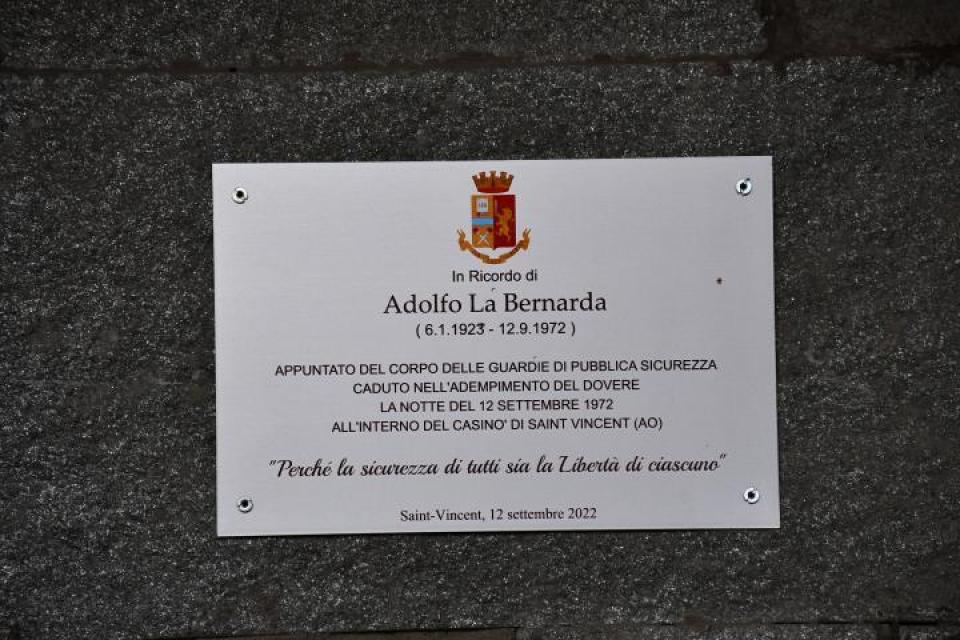 In Ricordo di
Adolfo La Bernarda
( 6.1.1923 - 12.9.1972 )
APPUNTATO DEL CORPO DELLE GUARDIE DI PUBBLICA SICUREZZA
CADUTO NELL'ADEMPIMENTO DEL DOVERE
LA NOTTE DEL 12 SETTEMBRE 1972
ALL'INTERNO DEL CASINO' DI SAINT VINCENT (AO)
"Perché la sicurezza di tutti sia la Libertà di ciascuno"
Saint-Vincent, 12 settembre 2022